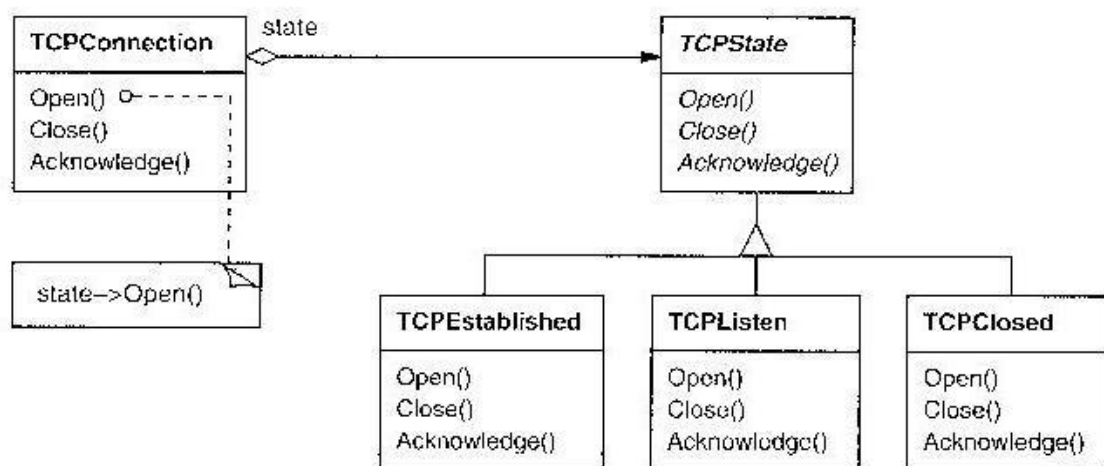 state
TCPConnection
Open()
Close()
Acknowledge()
state->Open()
TCPState
Open()
Close()
Acknowledge()
TCPEstablished
Open()
Close()
Acknowledge()
TCPListen
Open()
Close()
Acknowledge()
TCPClosed
Open()
Close()
Acknowledge()